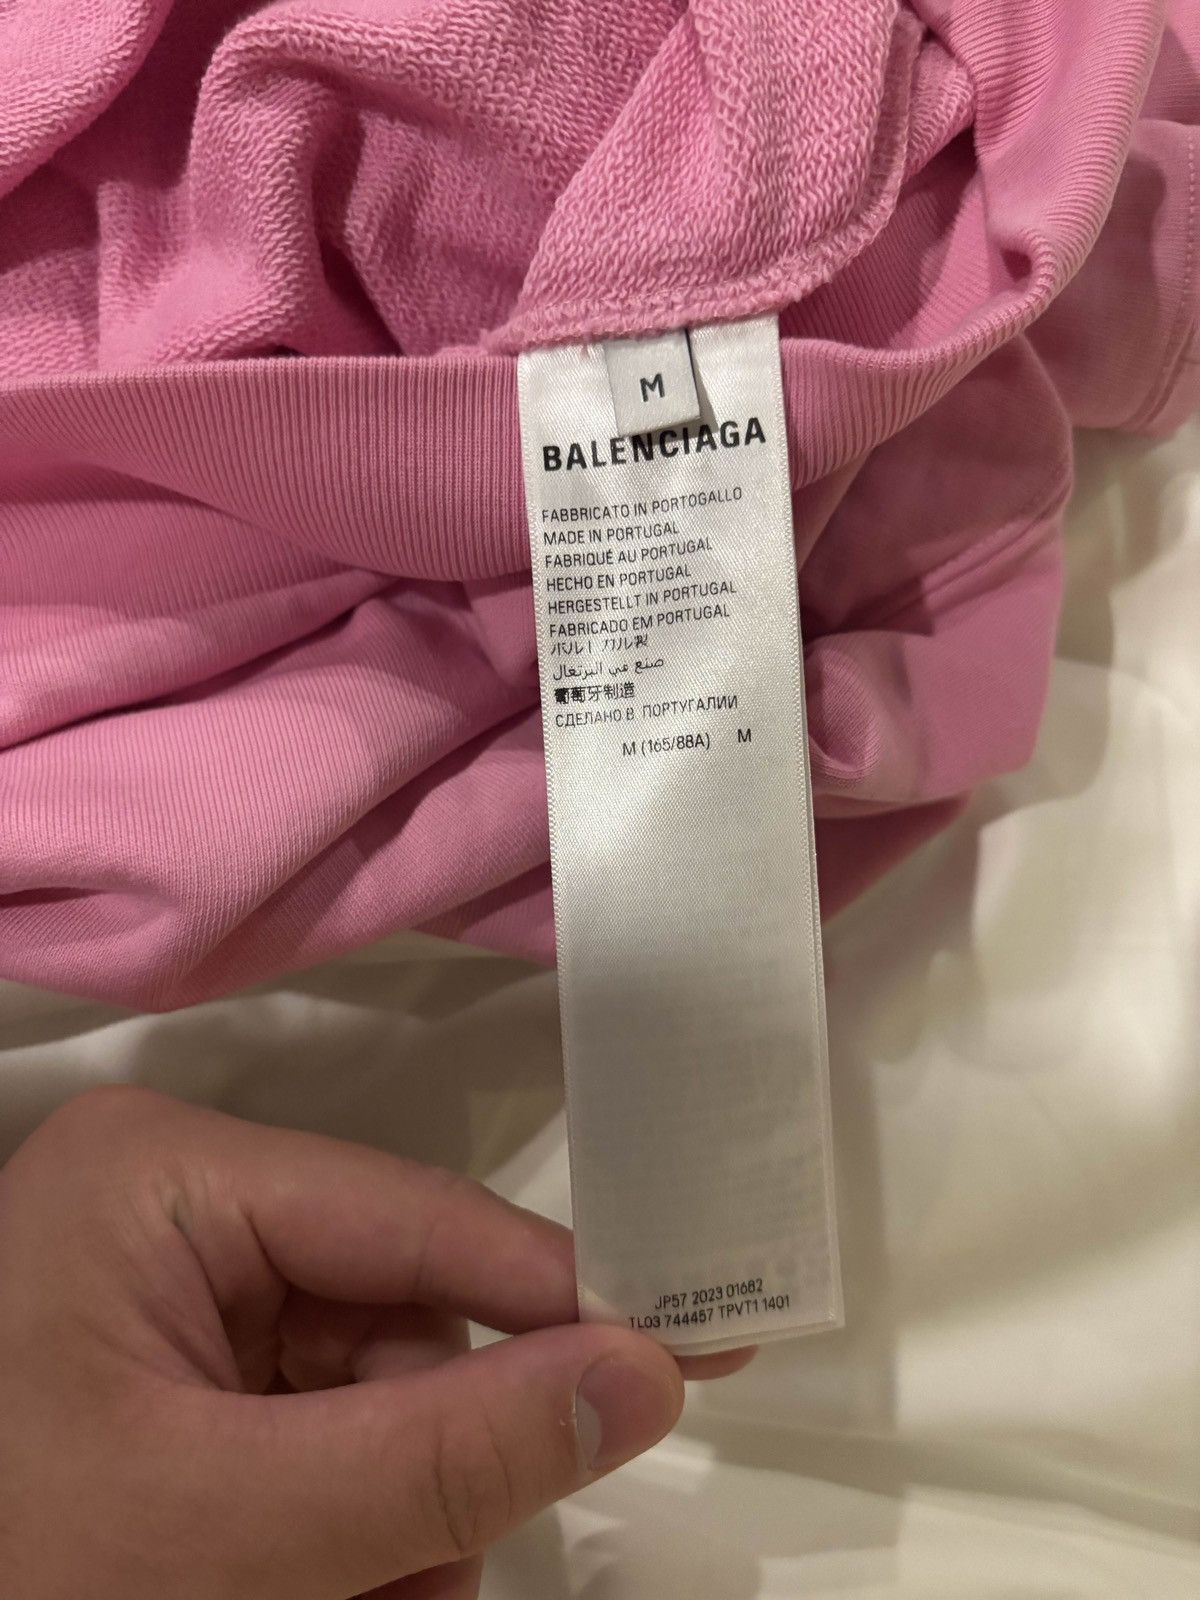 M
BALENCIAGA
FABBRICATO IN PORTOGALLO
MADE IN PORTUGAL
FABRIQUÉ AU PORTUGAL
HECHO EN PORTUGAL
HERGESTELLT IN PORTUGAL
FABRICADO EM PORTUGAL
ポルトガル製
صنع في البرتغال
葡萄牙制造
СДЕЛАНО В ПОРТУГАЛИИ
M (165/88A) M
JP57 2023 01682
TL03 744457 TPVT1 1401